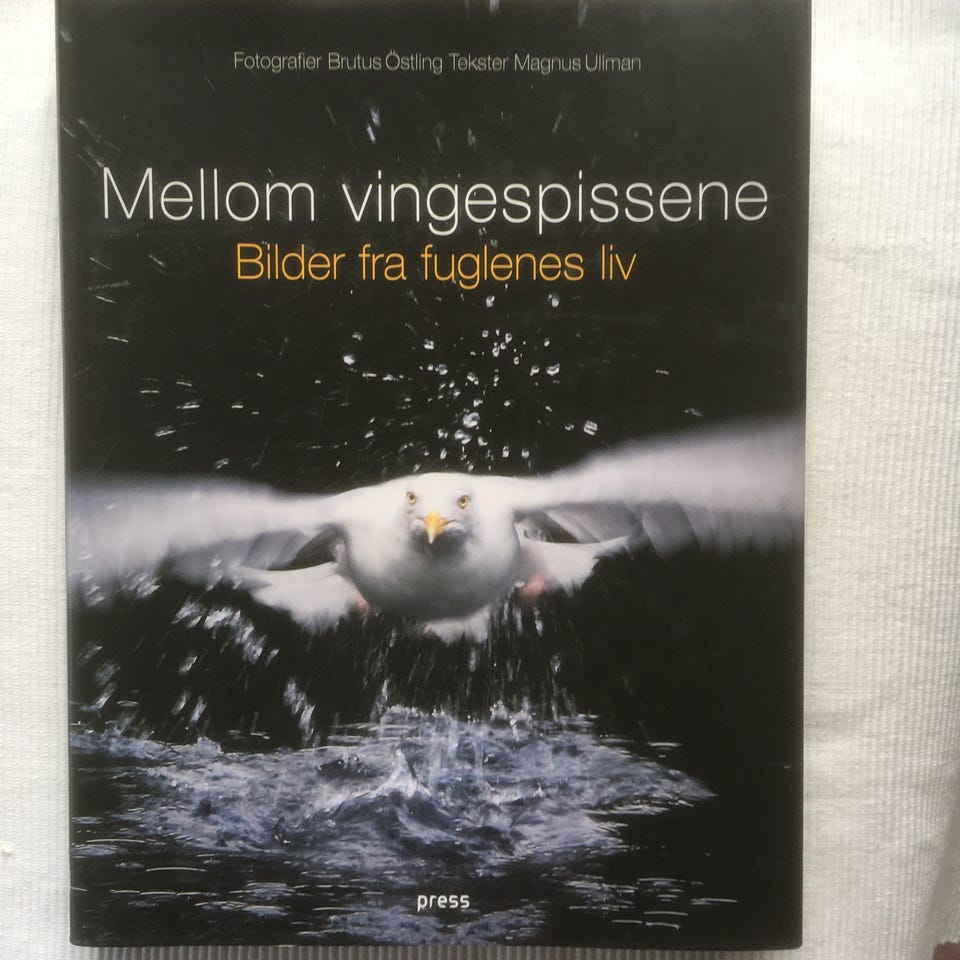 Fotografier Brutus Östling Tekster Magnus Ullman
Mellom vingespissene
Bilder fra fuglenes liv
press